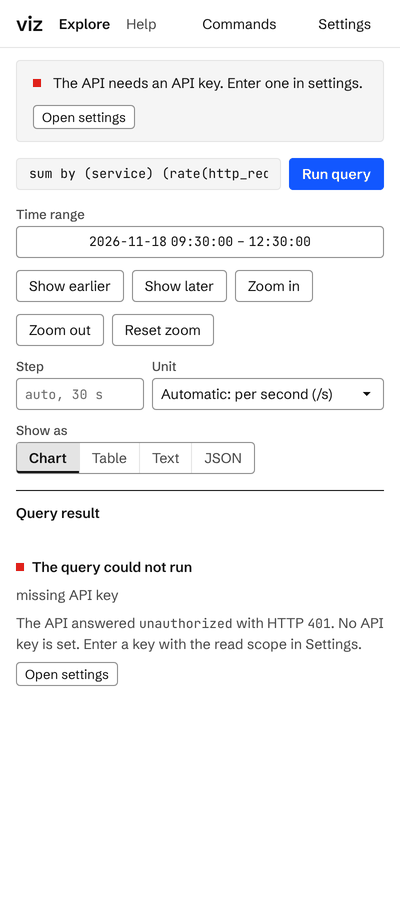 viz Explore Help Commands Settings
The API needs an API key. Enter one in settings.
Open settings
sum by (service) (rate(http_req Run query
Time range
2026-11-18 09:30:00 – 12:30:00
Show earlier Show later Zoom in
Zoom out Reset zoom
Step Unit
auto, 30 s Automatic: per second (/s)
Show as
Chart Table Text JSON
Query result
The query could not run
missing API key
The API answered unauthorized with HTTP 401. No API
key is set. Enter a key with the read scope in Settings.
Open settings